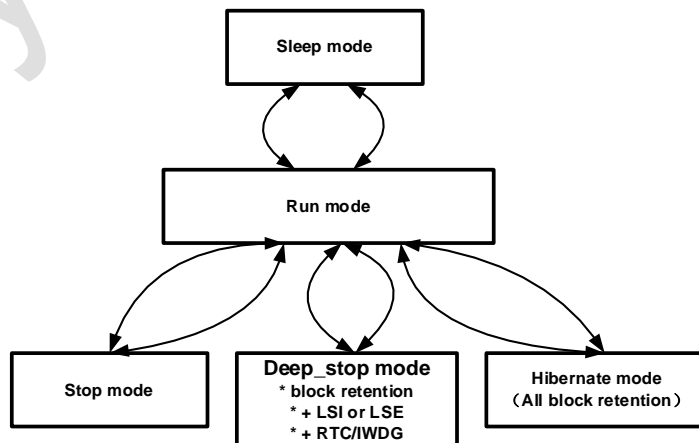 Sleep mode
Run mode
Stop mode
Deep_stop mode
* block retention
* + LSI or LSE
* + RTC/IWDG
Hibernate mode
（All block retention）